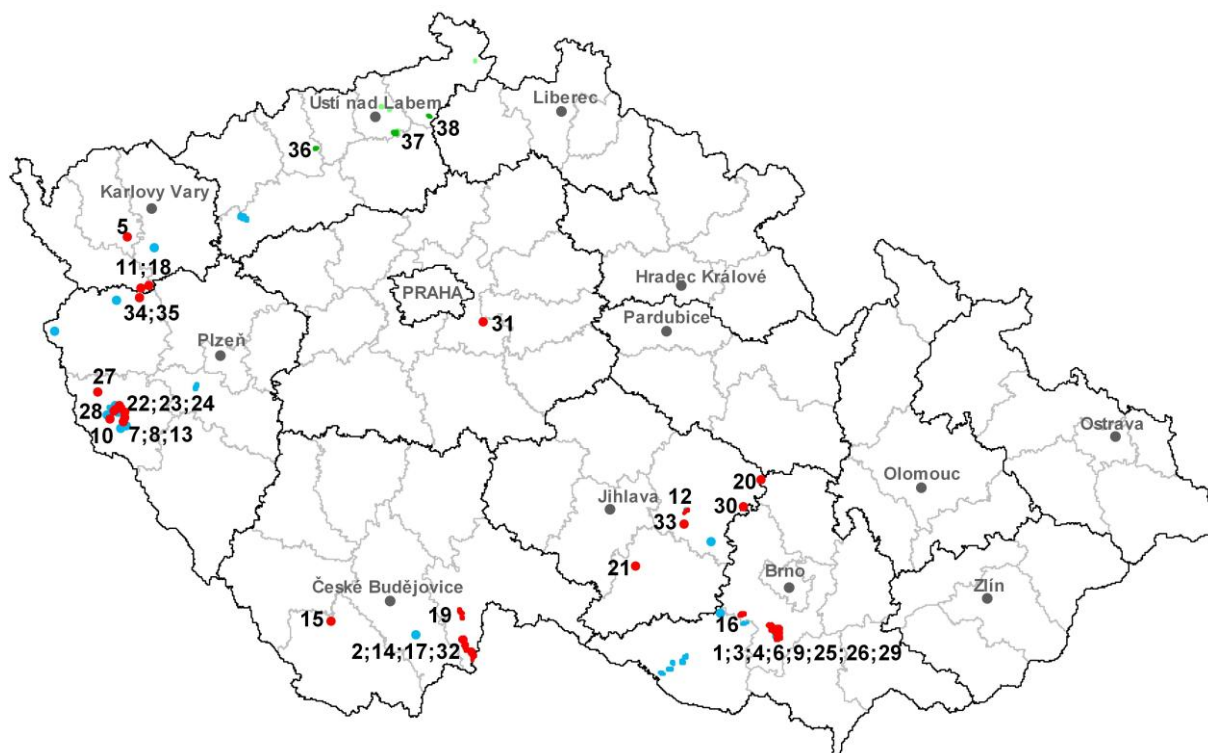 Ústí nad Labem
Liberec
38
37
36
Karlovy Vary
5
11;18
Hradec Králové
PRAHA
34;35
31
Pardubice
Plzeň
27
22;23;24
28
10
7;8;13
Ostrava
Olomouc
20
Jihlava
12
30
33
21
Brno
České Budějovice
Zlín
19
15
16
2;14;17;32
1;3;4;6;9;25;26;29